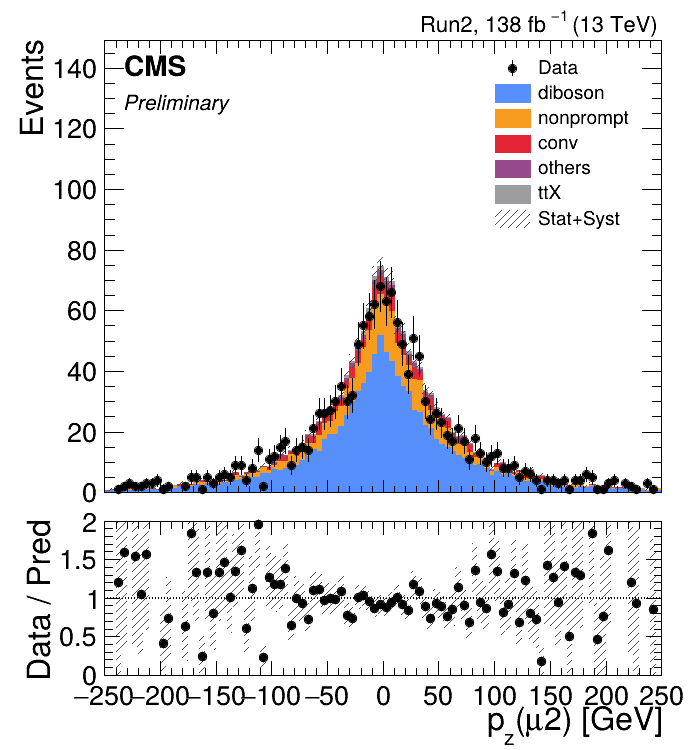 Run2, 138 fb⁻¹ (13 TeV)
CMS
Preliminary
Events
140
120
100
80
60
40
20
0
Data
diboson
nonprompt
conv
others
ttX
Stat+Syst
Data / Pred
2
1.5
1
0.5
0
−250 −200 −150 −100 −50 0 50 100 150 200 250
p_z(μ2) [GeV]